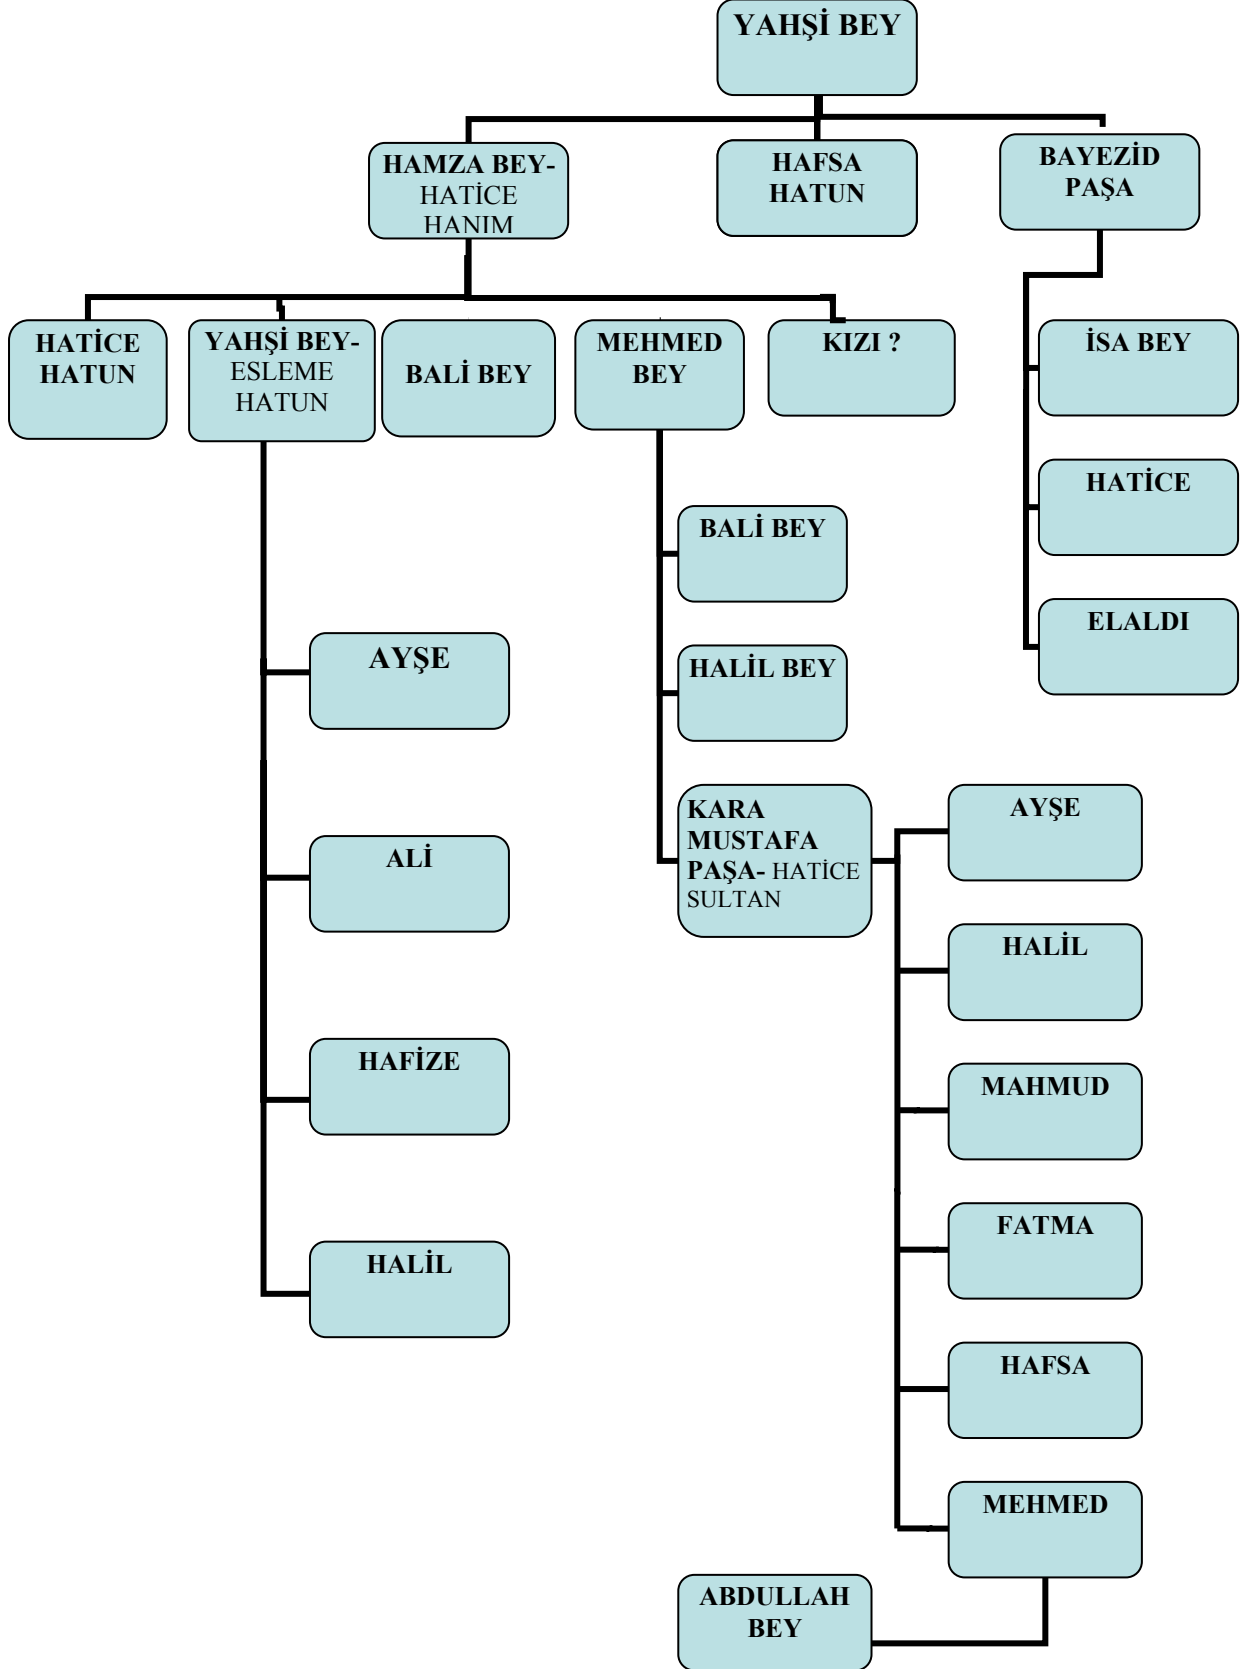 YAHŞİ BEY
HAMZA BEY-
HATİCE
HANIM
HAFSA
HATUN
BAYEZİD
PAŞA
HATİCE
HATUN
YAHŞİ BEY-
ESLEME
HATUN
BALİ BEY
MEHMED
BEY
KIZI ?
İSA BEY
HATİCE
ELALDI
BALİ BEY
HALİL BEY
KARA
MUSTAFA
PAŞA- HATİCE
SULTAN
AYŞE
ALİ
HAFİZE
HALİL
AYŞE
HALİL
MAHMUD
FATMA
HAFSA
MEHMED
ABDULLAH
BEY